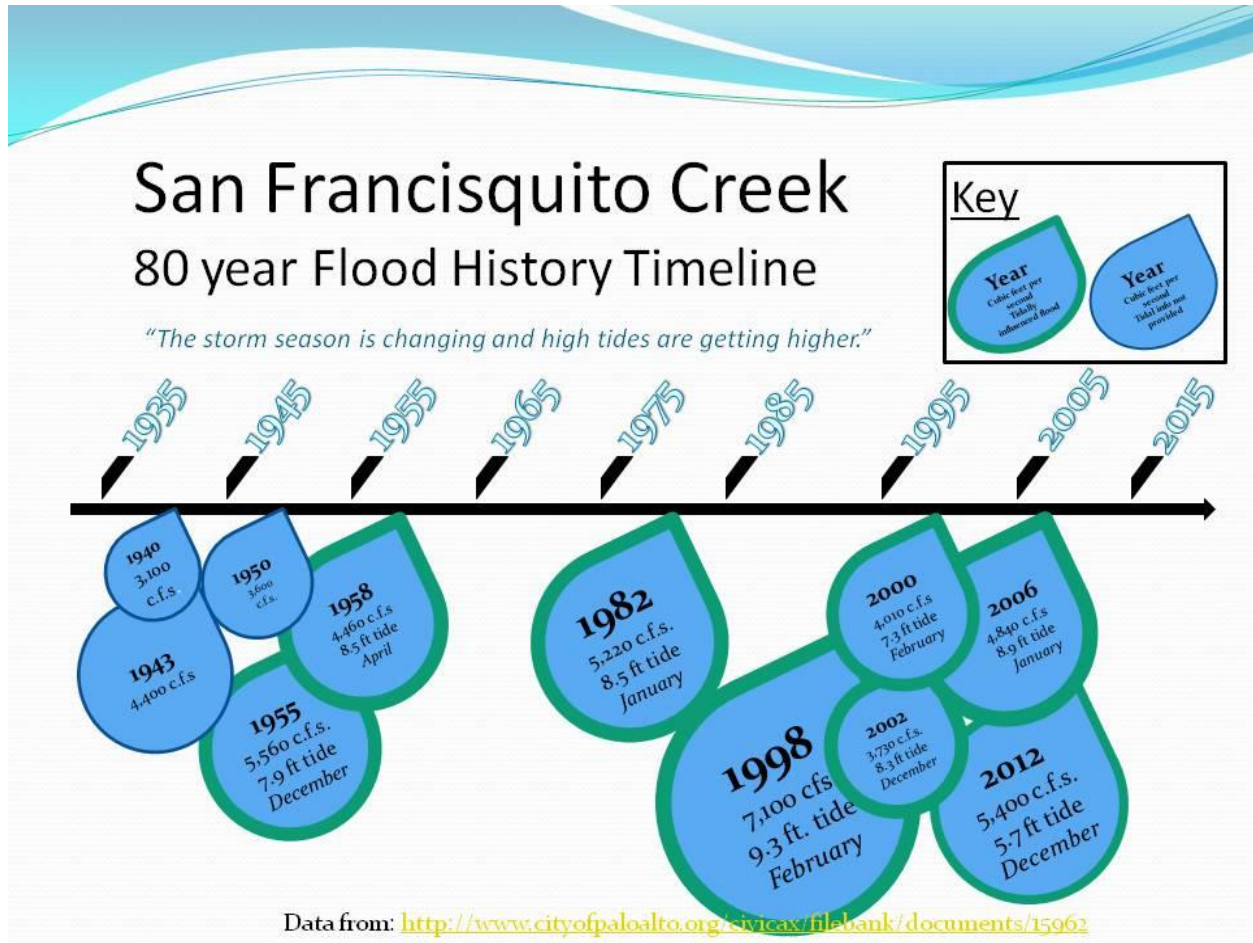 San Francisquito Creek
80 year Flood History Timeline
“The storm season is changing and high tides are getting higher.”
Key
Year
Cubic feet per
second
Tidally
influenced flood
Year
Cubic feet per
second
Tidal info not
provided
1935
1945
1955
1965
1975
1985
1995
2005
2015
1940
3,100
c.f.s.
1943
4,400 c.f.s
1950
3,600
c.f.s.
1955
5,560 c.f.s.
7.9 ft tide
December
1958
4,460 c.f.s
8.5 ft tide
April
1982
5,220 c.f.s.
8.5 ft tide
January
1998
7,100 cfs
9.3 ft. tide
February
2000
4,010 c.f.s
7.3 ft tide
February
2002
3,730 c.f.s.
8.3 ft tide
December
2006
4,840 c.f.s
8.9 ft tide
January
2012
5,400 c.f.s.
5.7 ft tide
December
Data from: http://www.cityofpaloalto.org/civicax/filebank/documents/15962